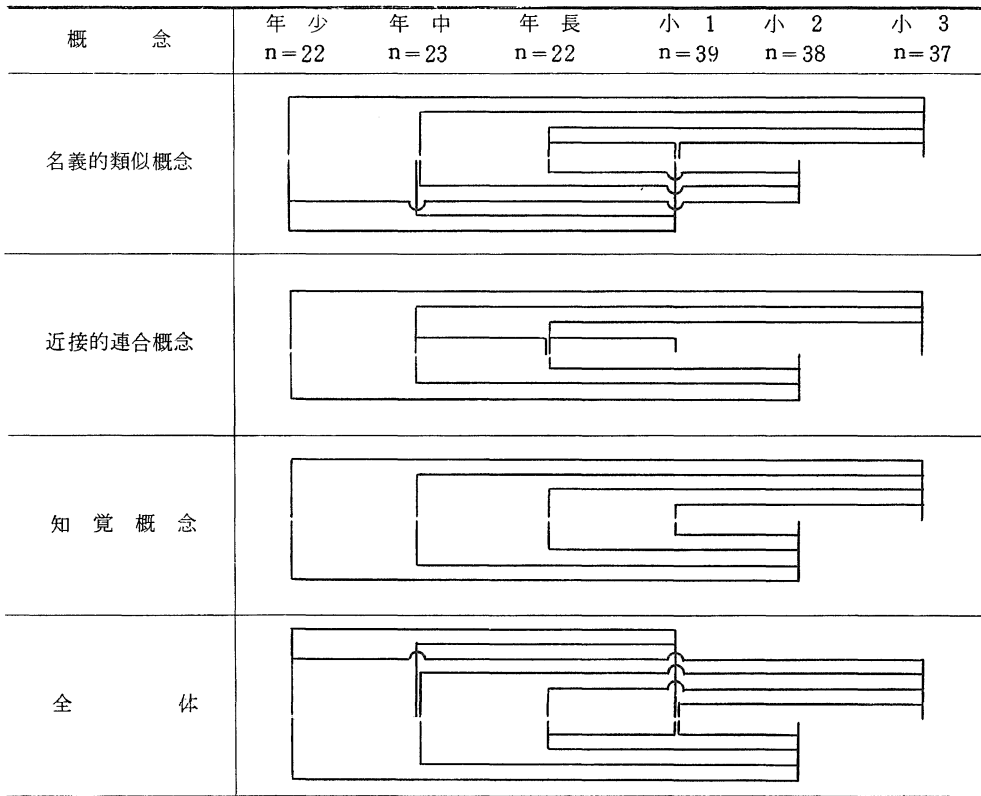 概 念 年 少 年 中 年 長 小 1 小 2 小 3
n=22 n=23 n=22 n=39 n=38 n=37
名義的類似概念
近接的連合概念
知 覚 概 念
全 体